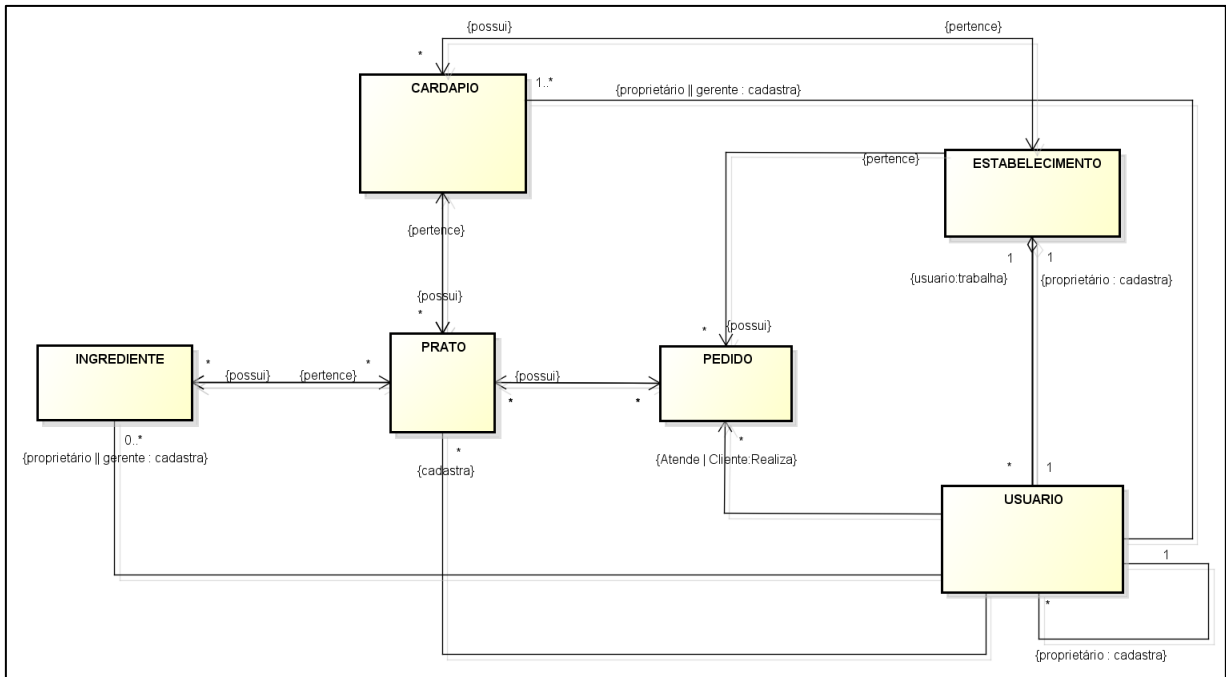 {possui}
{pertence}
*
CARDAPIO
1..*
{proprietário || gerente : cadastra}
{pertence}
ESTABELECIMENTO
{pertence}
1
1
{usuario:trabalha}
{proprietário : cadastra}
{possui}
*
*
{possui}
INGREDIENTE
PRATO
PEDIDO
*
{possui}
{pertence}
*
{possui}
*
*
0..*
{proprietário || gerente : cadastra}
*
{cadastra}
*
{Atende | Cliente:Realiza}
*
1
USUARIO
1
*
{proprietário : cadastra}